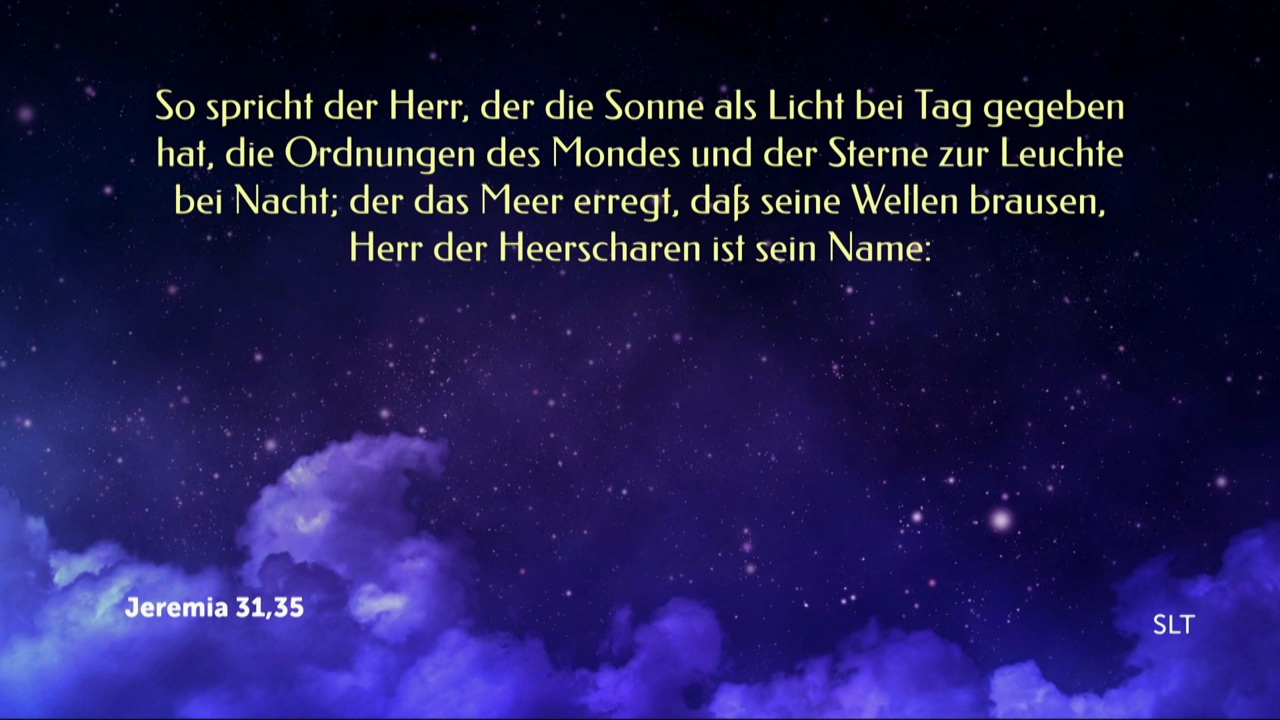 So spricht der Herr, der die Sonne als Licht bei Tag gegeben
hat, die Ordnungen des Mondes und der Sterne zur Leuchte
bei Nacht; der das Meer erregt, daß seine Wellen brausen,
Herr der Heerscharen ist sein Name:
Jeremia 31,35
SLT